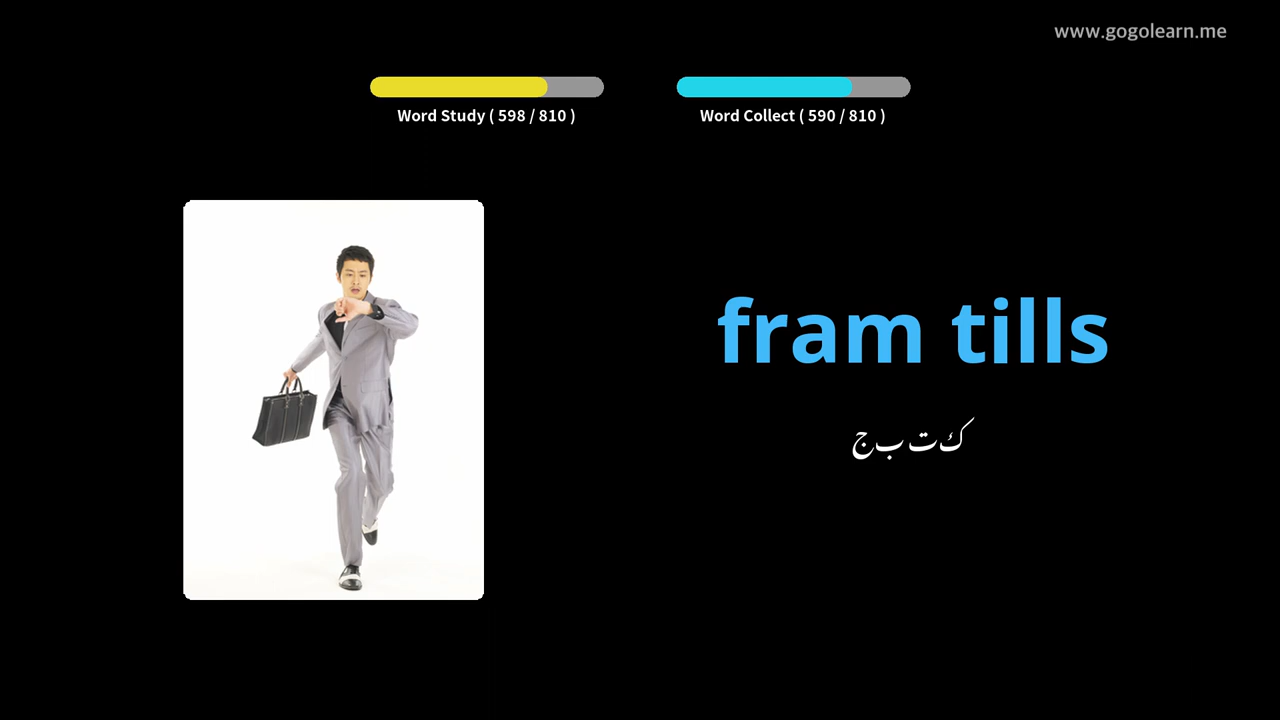 www.gogolearn.me
Word Study ( 598 / 810 ) Word Collect ( 590 / 810 )
fram tills
ك ت ب ج